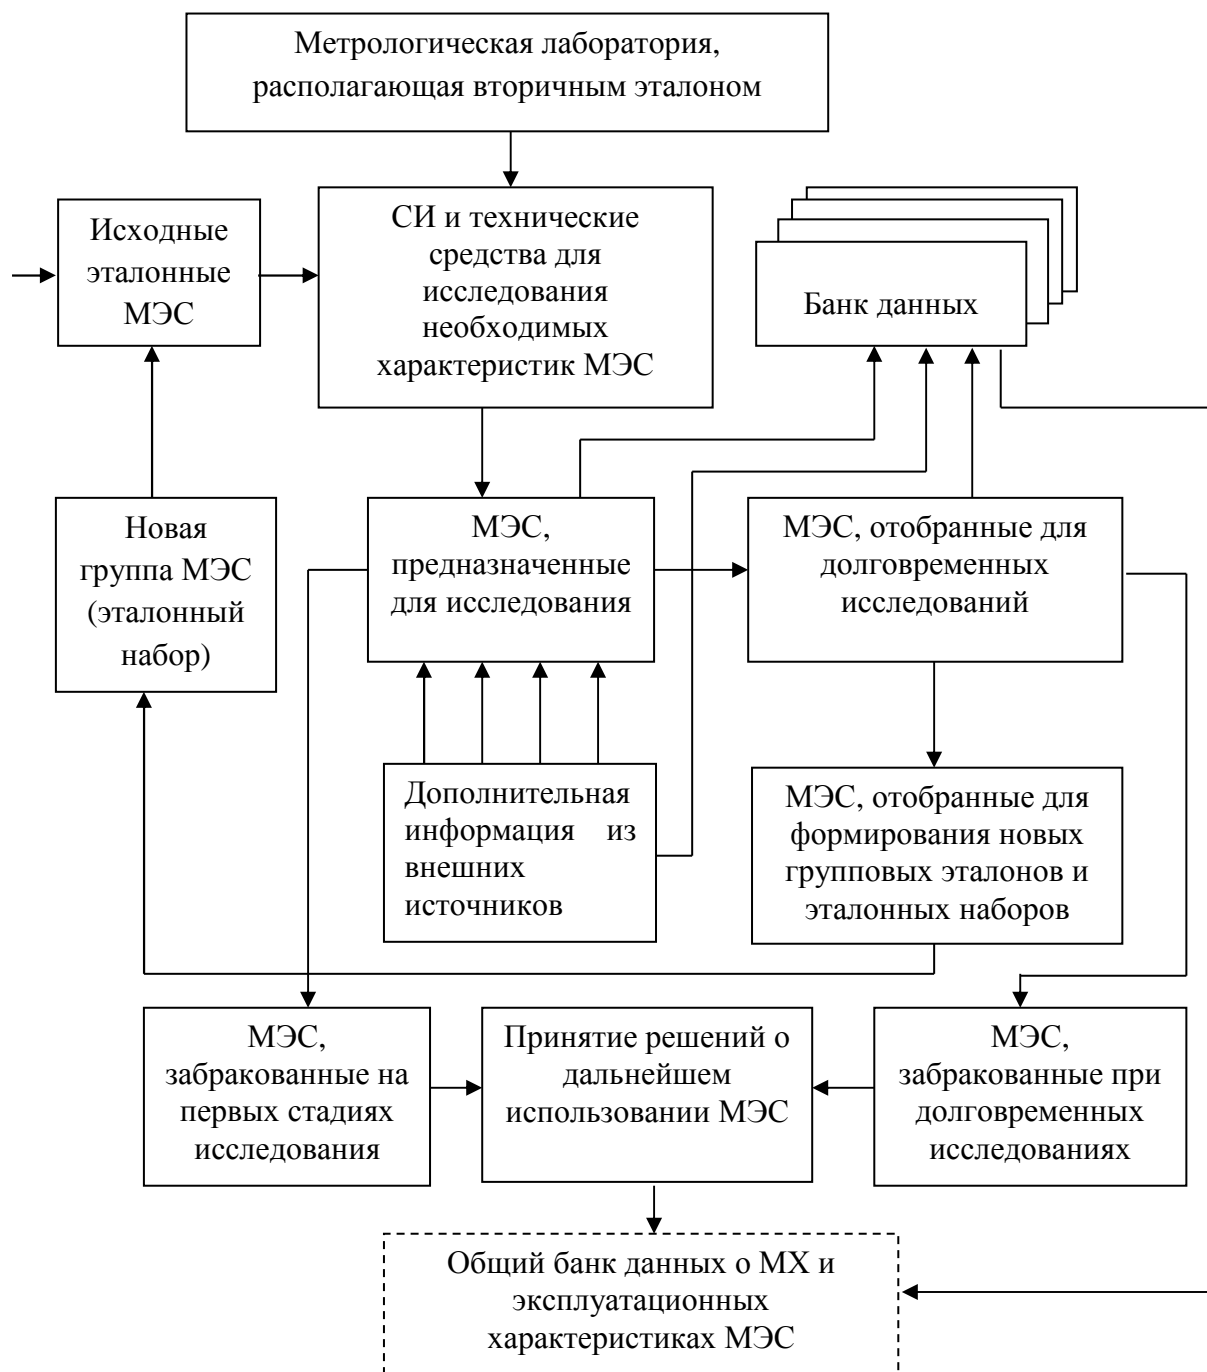 Метрологическая лаборатория,
располагающая вторичным эталоном
Исходные
эталонные
МЭС
СИ и технические
средства для
исследования
необходимых
характеристик МЭС
Банк данных
Новая
группа МЭС
(эталонный
набор)
МЭС,
предназначенные
для исследования
МЭС, отобранные для
долговременных
исследований
Дополнительная
информация из
внешних
источников
МЭС, отобранные для
формирования новых
групповых эталонов и
эталонных наборов
МЭС,
забракованные на
первых стадиях
исследования
Принятие решений о
дальнейшем
использовании МЭС
МЭС,
забракованные при
долговременных
исследованиях
Общий банк данных о МХ и
эксплуатационных
характеристиках МЭС